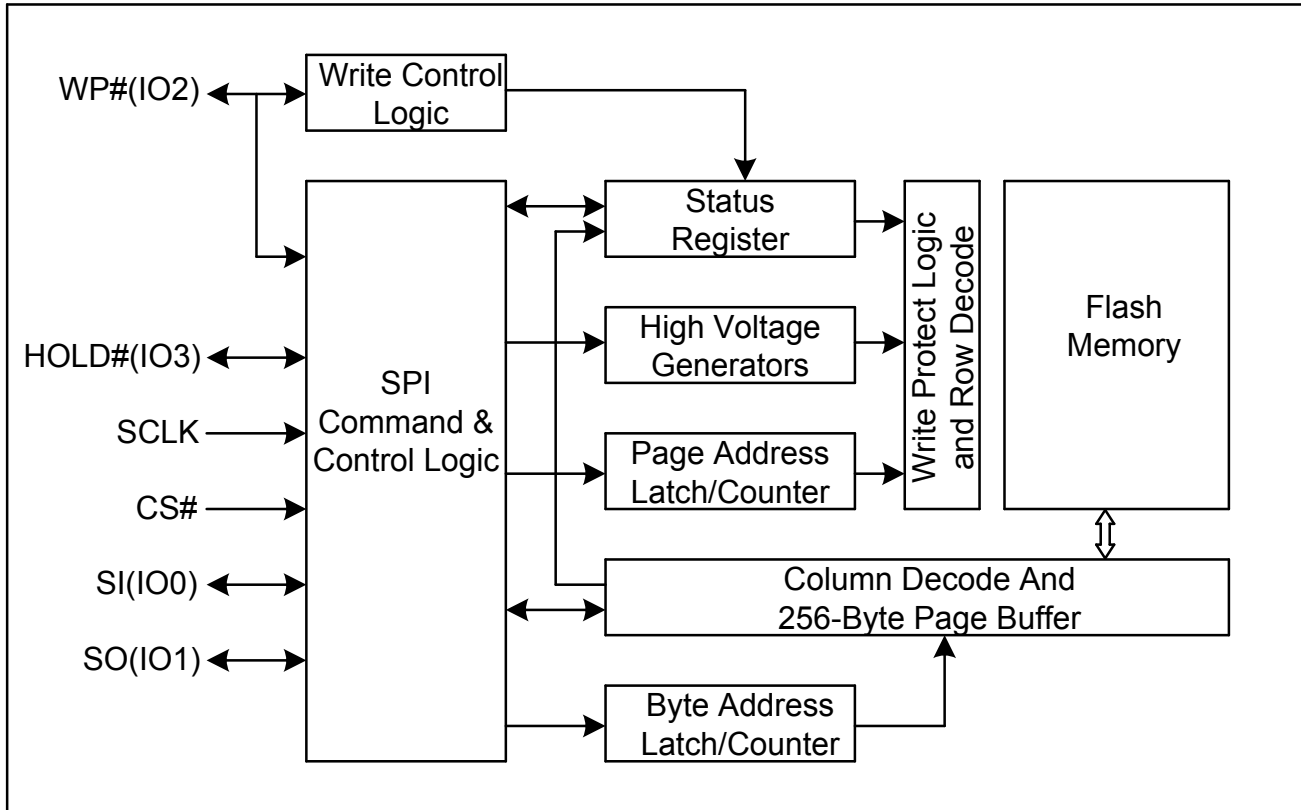 WP#(IO2)
Write Control
Logic
Status
Register
HOLD#(IO3)
SCLK
CS#
SI(IO0)
SO(IO1)
SPI
Command &
Control Logic
High Voltage
Generators
Page Address
Latch/Counter
Write Protect Logic
and Row Decode
Flash
Memory
Column Decode And
256-Byte Page Buffer
Byte Address
Latch/Counter